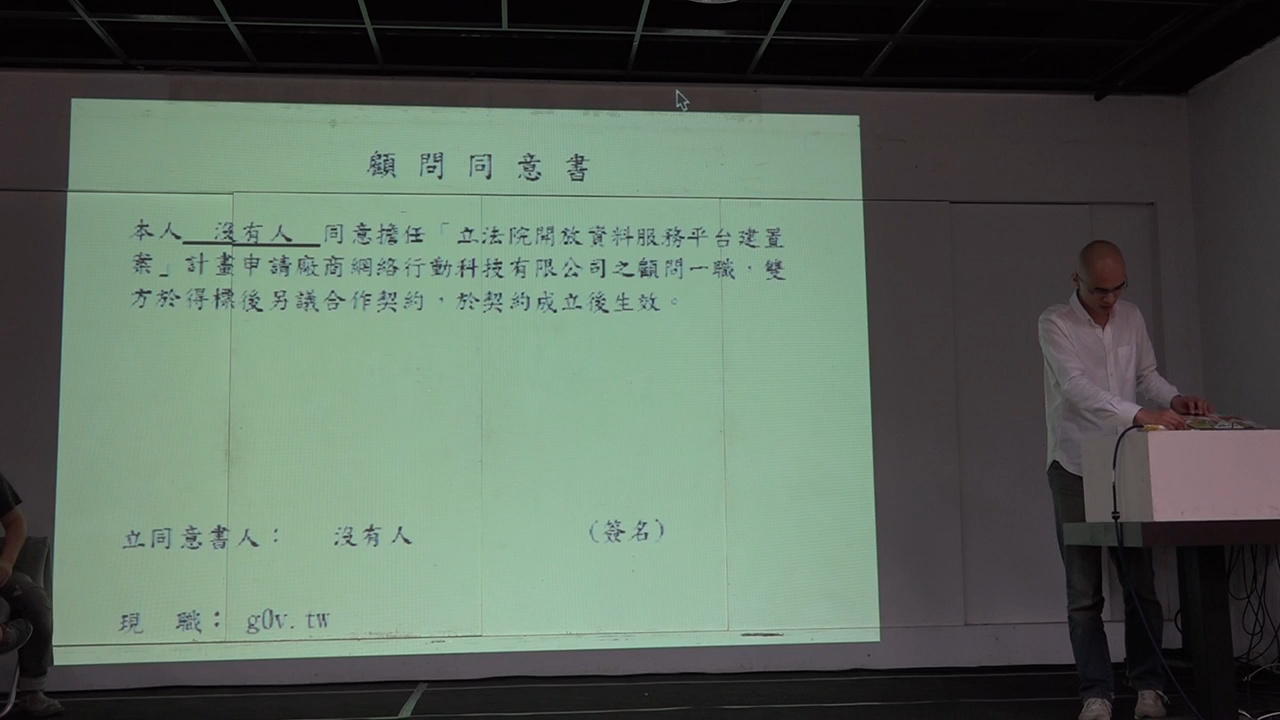 顧問同意書
本人 沒有人 同意擔任「立法院開放資料服務平台建置
案」計畫申請廠商網絡行動科技有限公司之顧問一職，雙
方於得標後另議合作契約，於契約成立後生效。
立同意書人： 沒有人 （簽名）
現 職： g0v.tw